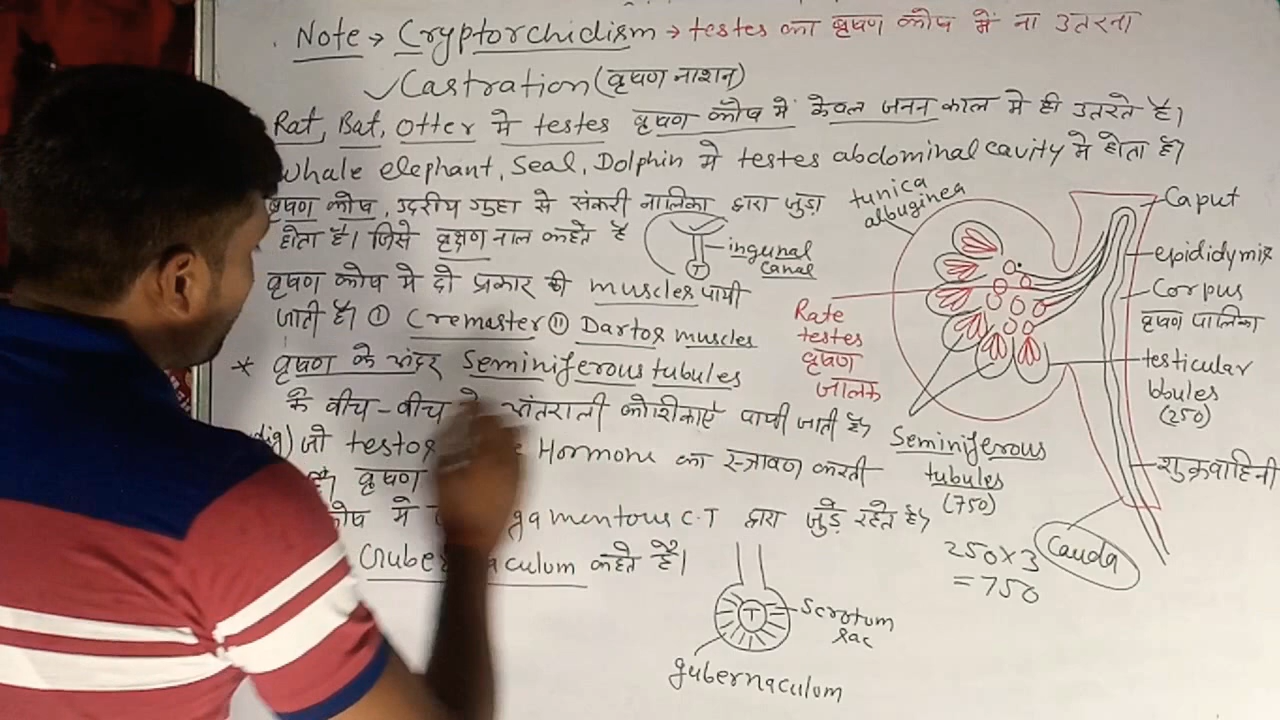 Note → Cryptorchidism → testes का वृषण कोष में ना उतरना
✓Castration (वृषण नाशन)
Rat, Bat, Otter मे testes वृषण कोष में केवल जनन काल मे ही उतरते है।
whale elephant, Seal, Dolphin मे testes abdominal cavity मे होता है।
वृषण कोष, उदरीय गुहा से संकरी नालिका द्वारा जुड़ा
होता है। जिसे वृक्षण नाल कहते है
वृषण कोष मे दो प्रकार की muscles पायी
जाती है। ① Cremaster ⑪ Dartos muscles
* वृषण के अंदर Seminiferous tubules
के बीच-बीच अंतराली कोशिकाएं पायी जाती है,
जो Hormone का स्त्रावण करती
है, वृषण
कोष मे C.T द्वारा जुड़े रहेत है,
कहते है।
ingunal
canal
T
tunica
albuginea
Rate
testes
वृषण
जालक
Caput
epididymis
Corpus
वृषण पालिका
testicular
lobules
(250)
शुक्रवाहिनी
Seminiferous
tubules
(750)
250×3
=750
Cauda
T
Scrotum
sac
gubernaculum